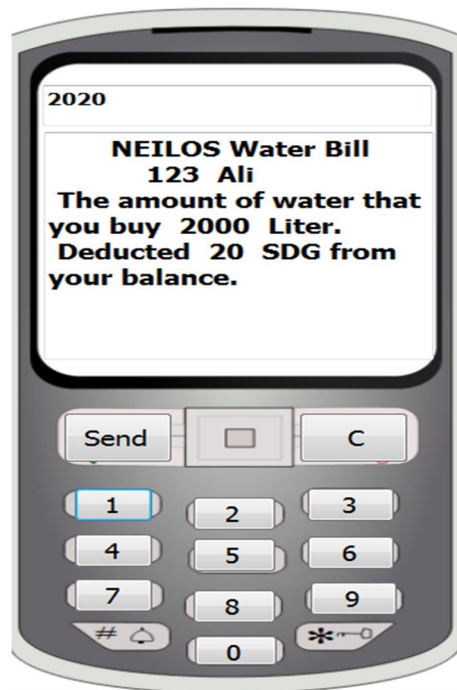 2020
NEILOS Water Bill
123 Ali
The amount of water that
you buy 2000 Liter.
Deducted 20 SDG from
your balance.
Send C
1 2 3
4 5 6
7 8 9
# 0 *